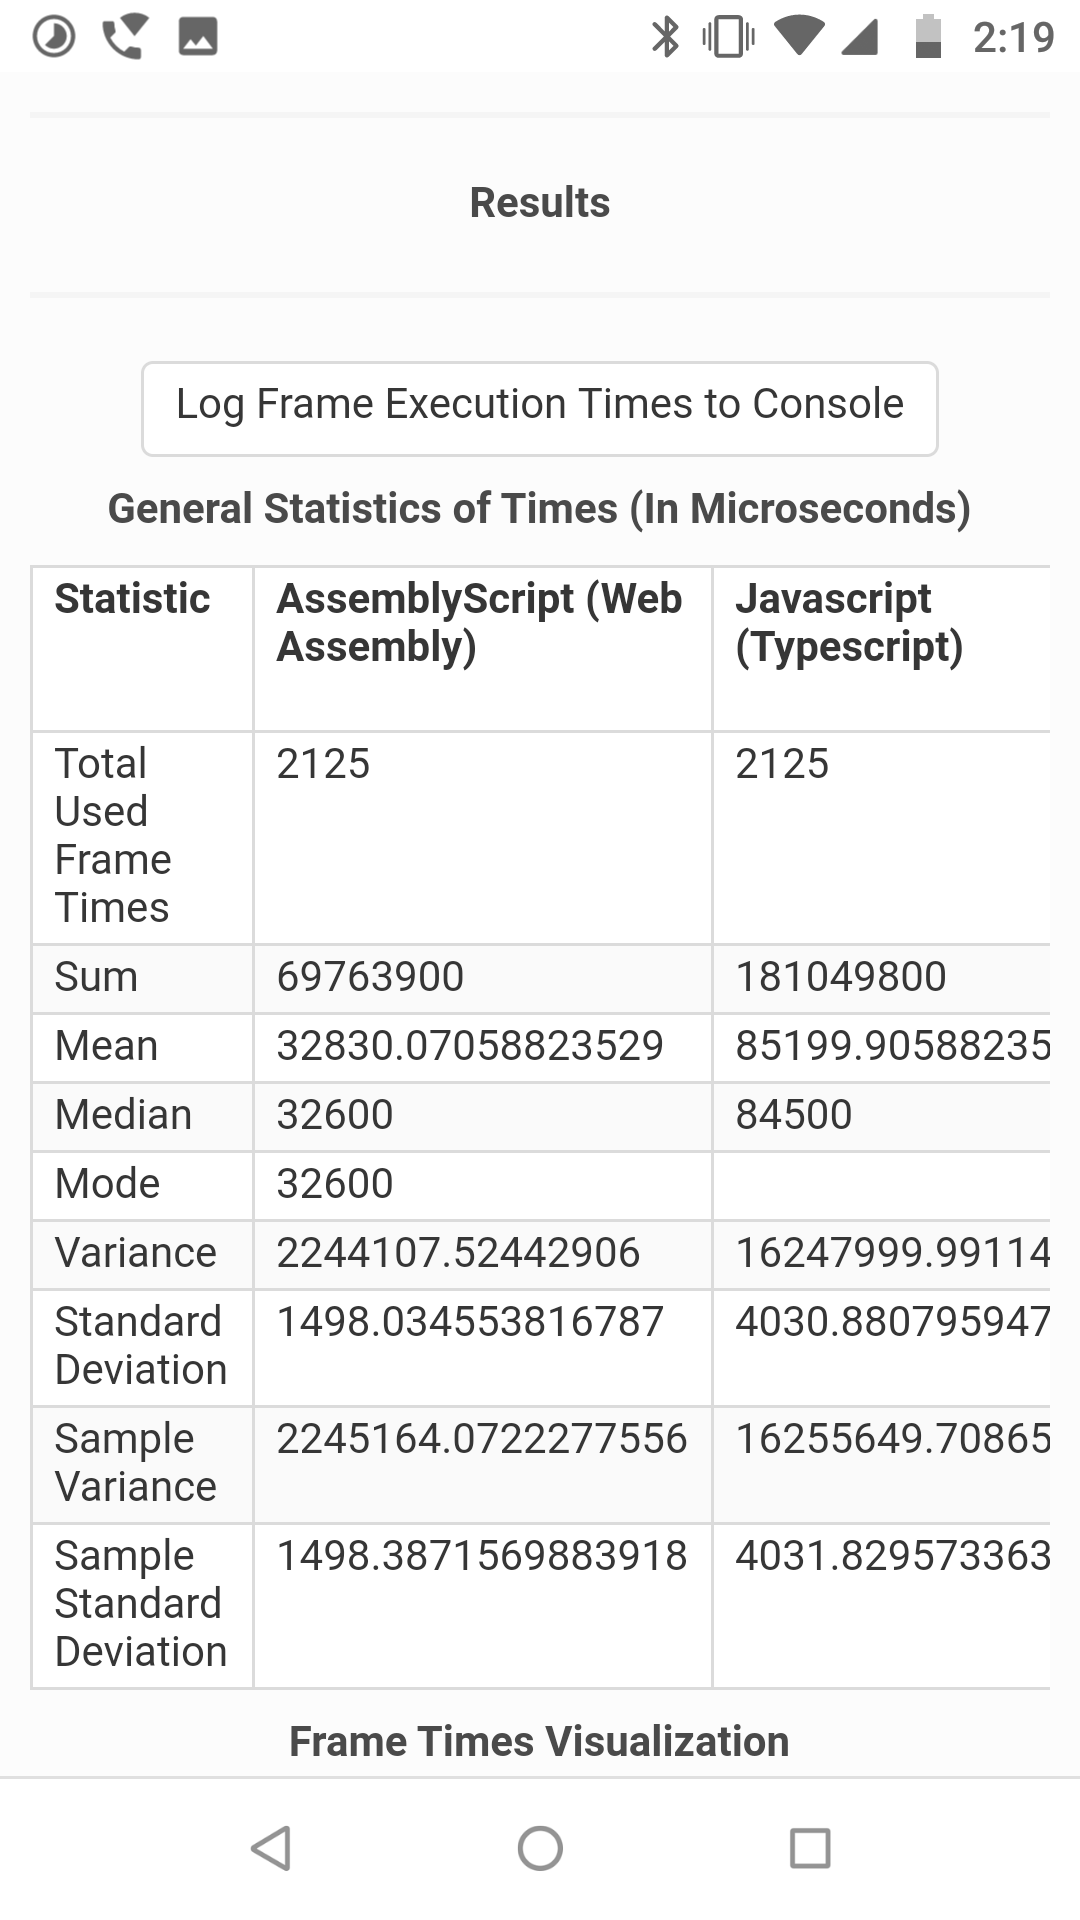 2:19
Results
Log Frame Execution Times to Console
General Statistics of Times (In Microseconds)
Statistic
AssemblyScript (Web
Assembly)
Javascript
(Typescript)
Total
Used
Frame
Times
2125
2125
Sum
69763900
181049800
Mean
32830.07058823529
85199.90588235
Median
32600
84500
Mode
32600
Variance
2244107.52442906
16247999.99114
Standard
Deviation
1498.034553816787
4030.880795947
Sample
Variance
2245164.0722277556
16255649.70865
Sample
Standard
Deviation
1498.3871569883918
4031.829573363
Frame Times Visualization